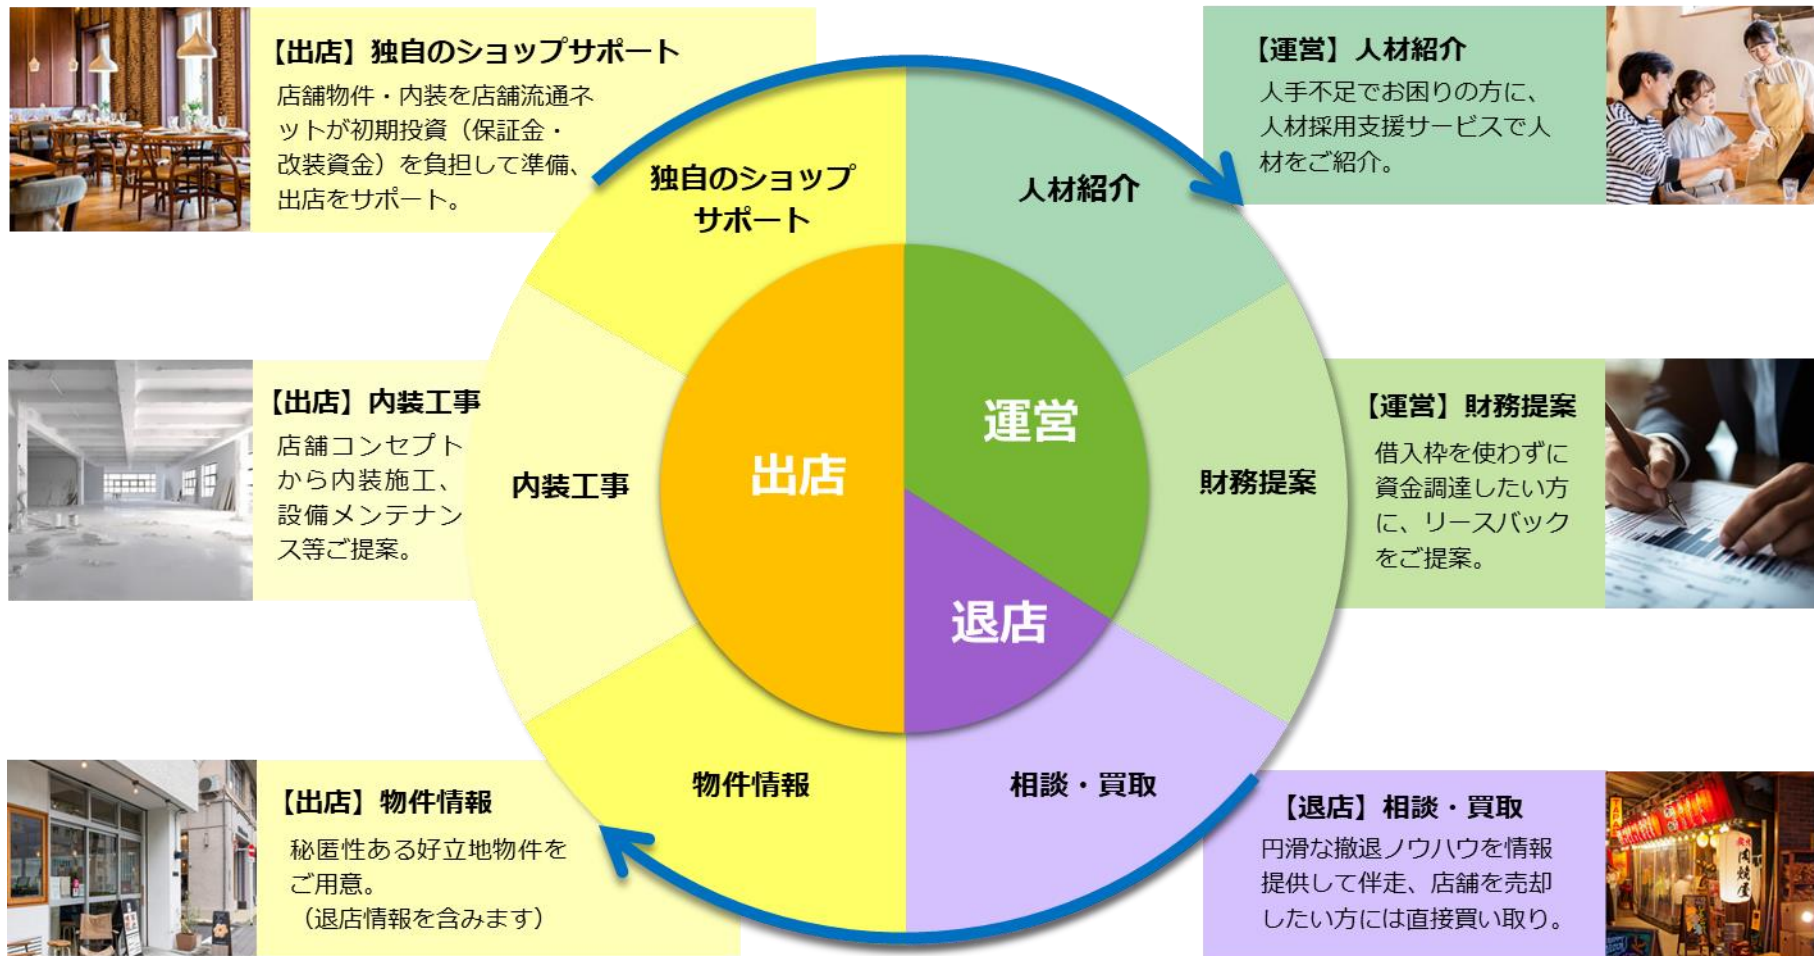 【出店】独自のショップサポート
店舗物件・内装を店舗流通ネ
ットが初期投資（保証金・
改装資金）を負担して準備、
出店をサポート。
【運営】人材紹介
人手不足でお困りの方に、
人材採用支援サービスで人
材をご紹介。
独自のショップ
サポート
人材紹介
【出店】内装工事
店舗コンセプト
から内装施工、
設備メンテナン
ス等ご提案。
内装工事
出店
運営
退店
財務提案
【運営】財務提案
借入枠を使わずに
資金調達したい方
に、リースバック
をご提案。
物件情報
相談・買取
【出店】物件情報
秘匿性ある好立地物件を
ご用意。
（退店情報を含みます）
【退店】相談・買取
円滑な撤退ノウハウを情報
提供して伴走、店舗を売却
したい方には直接買い取り。